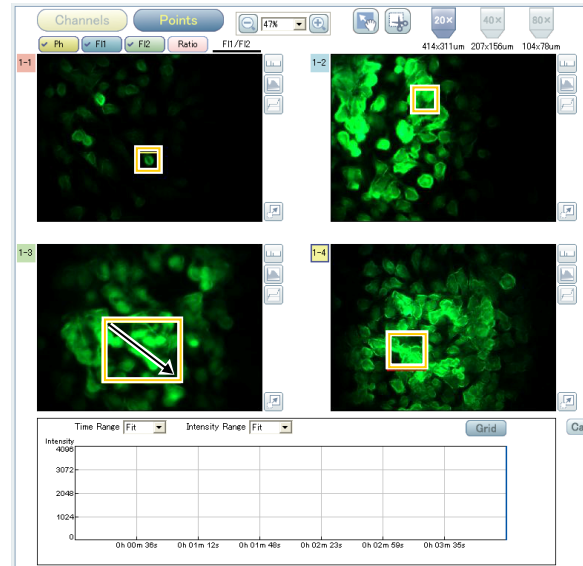 Channels Points 47% 20× 40× 80×
414x311um 207x156um 104x78um
Ph Fl1 Fl2 Ratio Fl1/Fl2
1-1 1-2
1-3 1-4
Time Range Fit Intensity Range Fit Grid Ca
Intensity
4096
3072
2048
1024
0
0h 00m 36s 0h 01m 12s 0h 01m 48s 0h 02m 23s 0h 02m 59s 0h 03m 35s